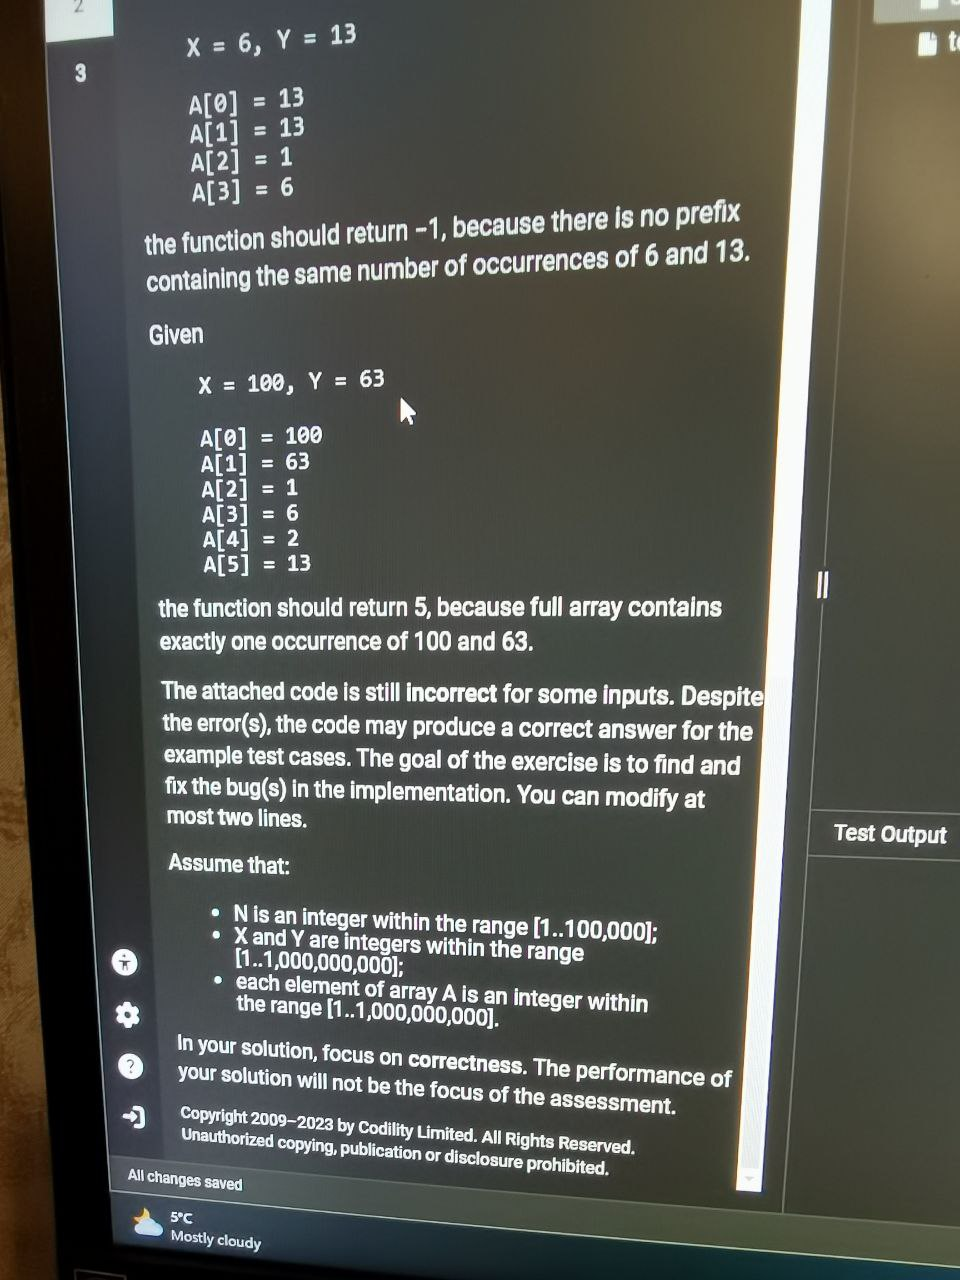 2
3
X = 6, Y = 13
A[0] = 13
A[1] = 13
A[2] = 1
A[3] = 6
the function should return -1, because there is no prefix
containing the same number of occurrences of 6 and 13.
Given
X = 100, Y = 63
A[0] = 100
A[1] = 63
A[2] = 1
A[3] = 6
A[4] = 2
A[5] = 13
the function should return 5, because full array contains
exactly one occurrence of 100 and 63.
The attached code is still incorrect for some inputs. Despite
the error(s), the code may produce a correct answer for the
example test cases. The goal of the exercise is to find and
fix the bug(s) in the implementation. You can modify at
most two lines.
Assume that:
• N is an integer within the range [1..100,000];
• X and Y are integers within the range
[1..1,000,000,000];
• each element of array A is an integer within
the range [1..1,000,000,000].
In your solution, focus on correctness. The performance of
your solution will not be the focus of the assessment.
Copyright 2009–2023 by Codility Limited. All Rights Reserved.
Unauthorized copying, publication or disclosure prohibited.
All changes saved
5°C
Mostly cloudy
Test Output